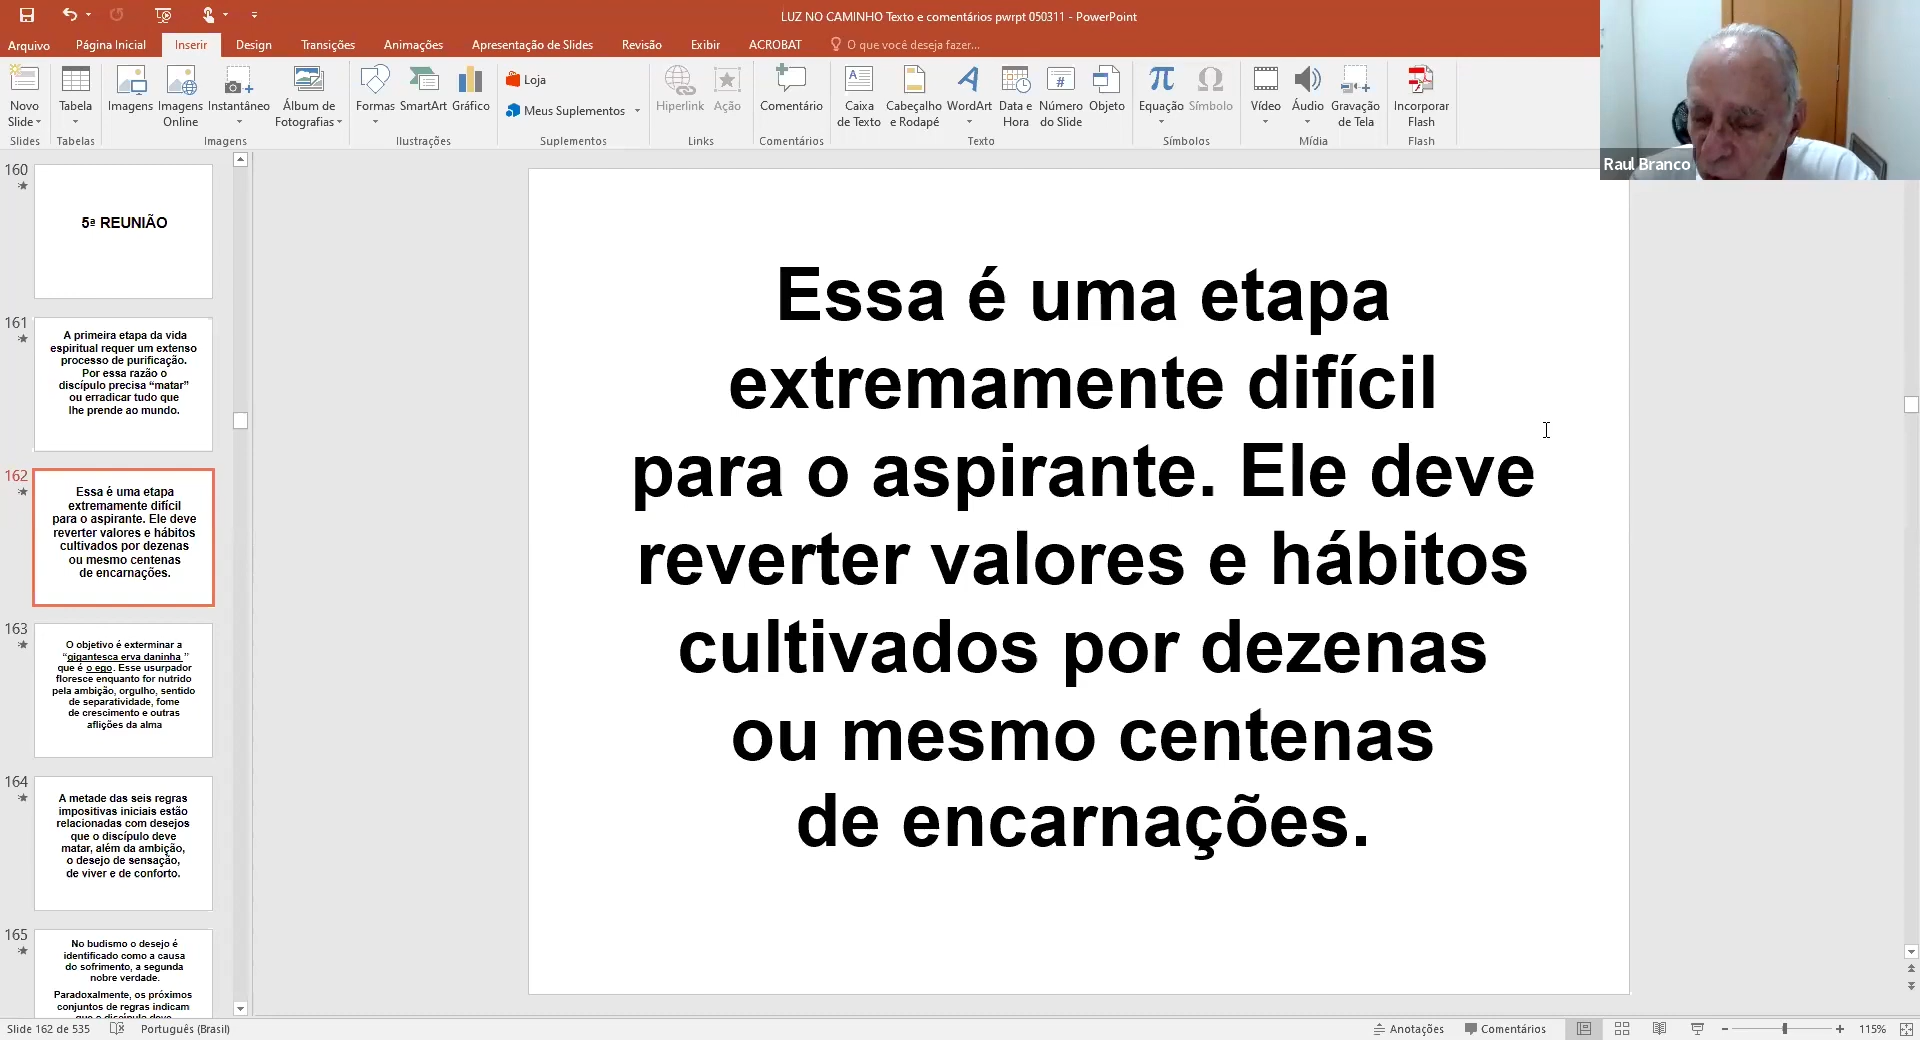 LUZ NO CAMINHO Texto e comentários pwrpt 050311 - PowerPoint
Arquivo
Página Inicial
Inserir
Design
Transições
Animações
Apresentação de Slides
Revisão
Exibir
ACROBAT
O que você deseja fazer...
Novo
Slide
Tabela
Imagens
Imagens
Online
Instantâneo
Álbum de
Fotografias
Formas
SmartArt
Gráfico
Loja
Meus Suplementos
Hiperlink
Ação
Comentário
Caixa
de Texto
Cabeçalho
e Rodapé
WordArt
Data e
Hora
Número
do Slide
Objeto
Equação
Símbolo
Vídeo
Áudio
Gravação
de Tela
Incorporar
Flash
Slides
Tabelas
Imagens
Ilustrações
Suplementos
Links
Comentários
Texto
Símbolos
Mídia
Flash
Raul Branco
160
5ª REUNIÃO
161
A primeira etapa da vida
espiritual requer um extenso
processo de purificação.
Por essa razão o
discípulo precisa “matar”
ou erradicar tudo que
lhe prende ao mundo.
162
Essa é uma etapa
extremamente difícil
para o aspirante. Ele deve
reverter valores e hábitos
cultivados por dezenas
ou mesmo centenas
de encarnações.
163
O objetivo é exterminar a
“gigantesca erva daninha ”
que é o ego. Esse usurpador
floresce enquanto for nutrido
pela ambição, orgulho, sentido
de separatividade, fome
de crescimento e outras
aflições da alma
164
A metade das seis regras
impositivas iniciais estão
relacionadas com desejos
que o discípulo deve
matar, além da ambição,
o desejo de sensação,
de viver e de conforto.
165
No budismo o desejo é
identificado como a causa
do sofrimento, a segunda
nobre verdade.
Paradoxalmente, os próximos
conjuntos de regras indicam
que o discípulo deve
Essa é uma etapa
extremamente difícil
para o aspirante. Ele deve
reverter valores e hábitos
cultivados por dezenas
ou mesmo centenas
de encarnações.
Slide 162 de 535
Português (Brasil)
Anotações
Comentários
115%